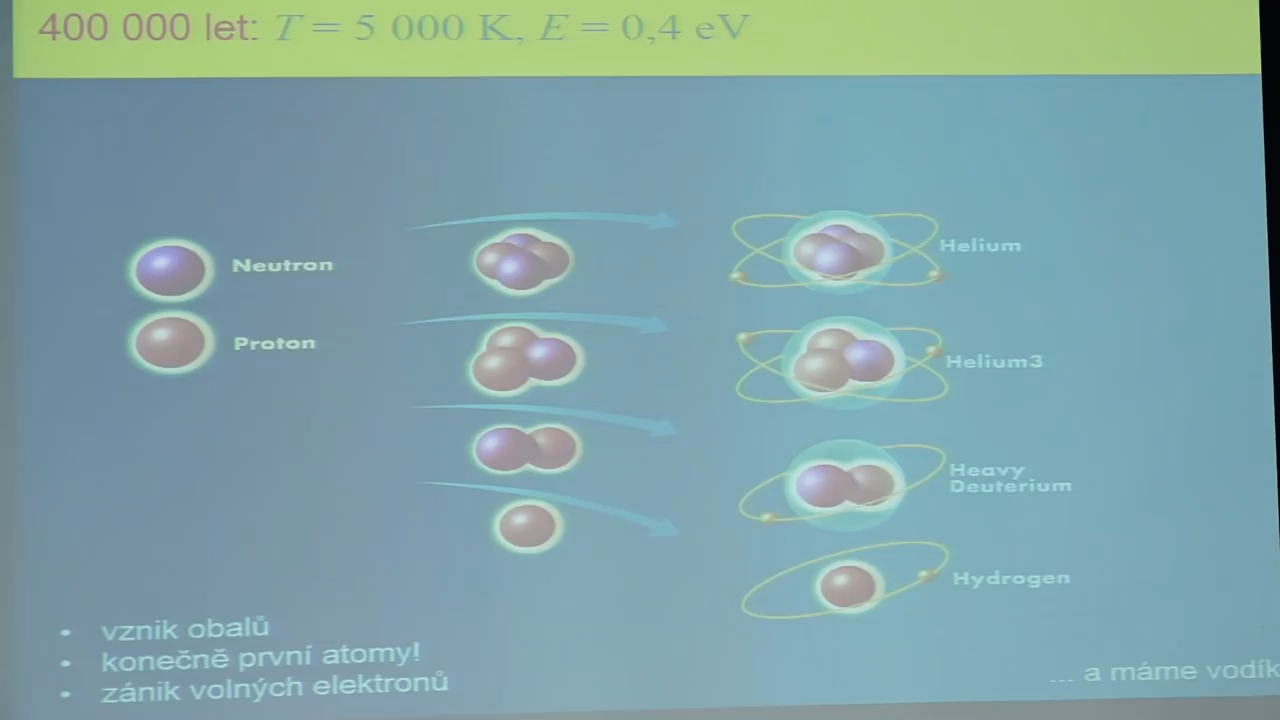 400 000 let: T = 5 000 K, E = 0,4 eV
Neutron
Proton
Helium
Helium3
Heavy
Deuterium
Hydrogen
• vznik obalů
• konečně první atomy!
• zánik volných elektronů
... a máme vodík